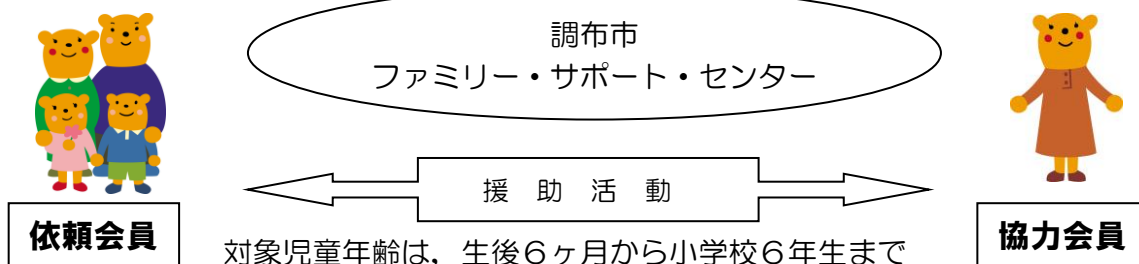 調布市
ファミリー・サポート・センター
援　助　活　動
依頼会員
協力会員
対象児童年齢は，生後６ヶ月から小学校６年生まで